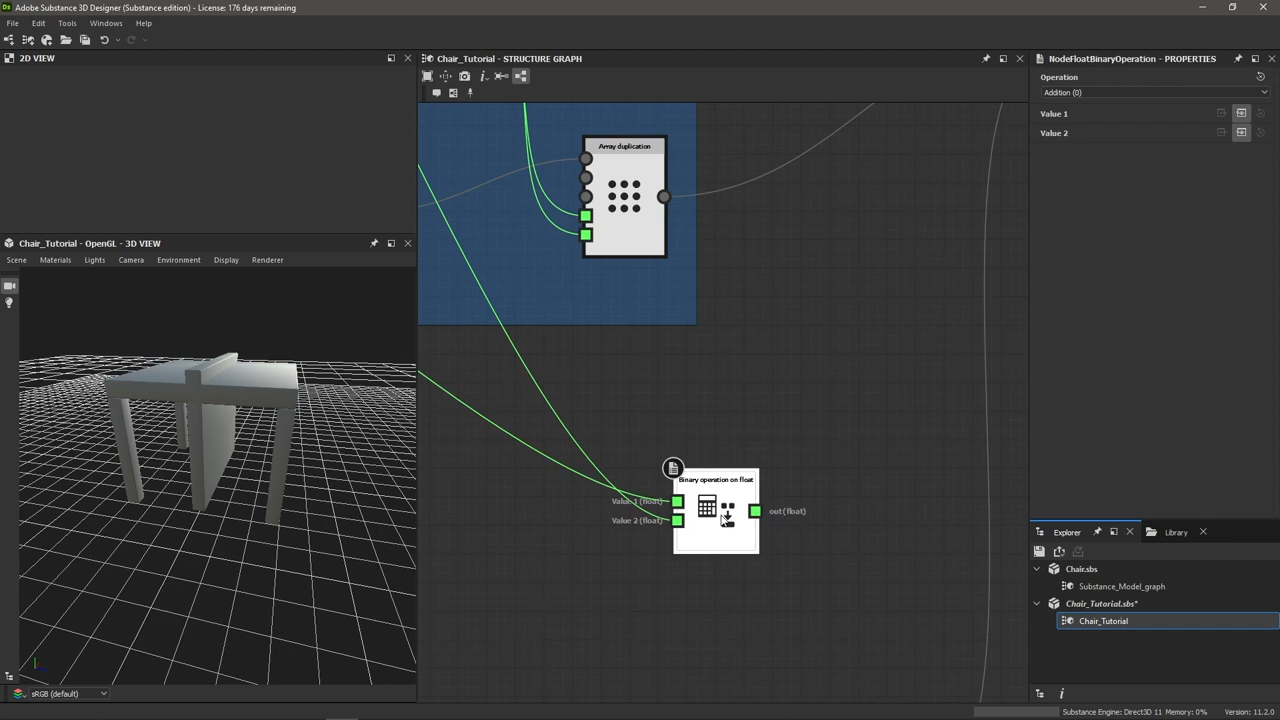 Adobe Substance 3D Designer (Substance edition) - License: 176 days remaining
File Edit Tools Windows Help
2D VIEW
Chair_Tutorial - STRUCTURE GRAPH
NodeFloatBinaryOperation - PROPERTIES
Operation
Addition (0)
Value 1
Value 2
Array duplication
Chair_Tutorial - OpenGL - 3D VIEW
Scene Materials Lights Camera Environment Display Renderer
Binary operation on float
Value 1 (float)
Value 2 (float)
out(float)
Explorer
Library
Chair.sbs
Substance_Model_graph
Chair_Tutorial.sbs*
Chair_Tutorial
sRGB (default)
Substance Engine: Direct3D 11 Memory: 0%
Version: 11.2.0